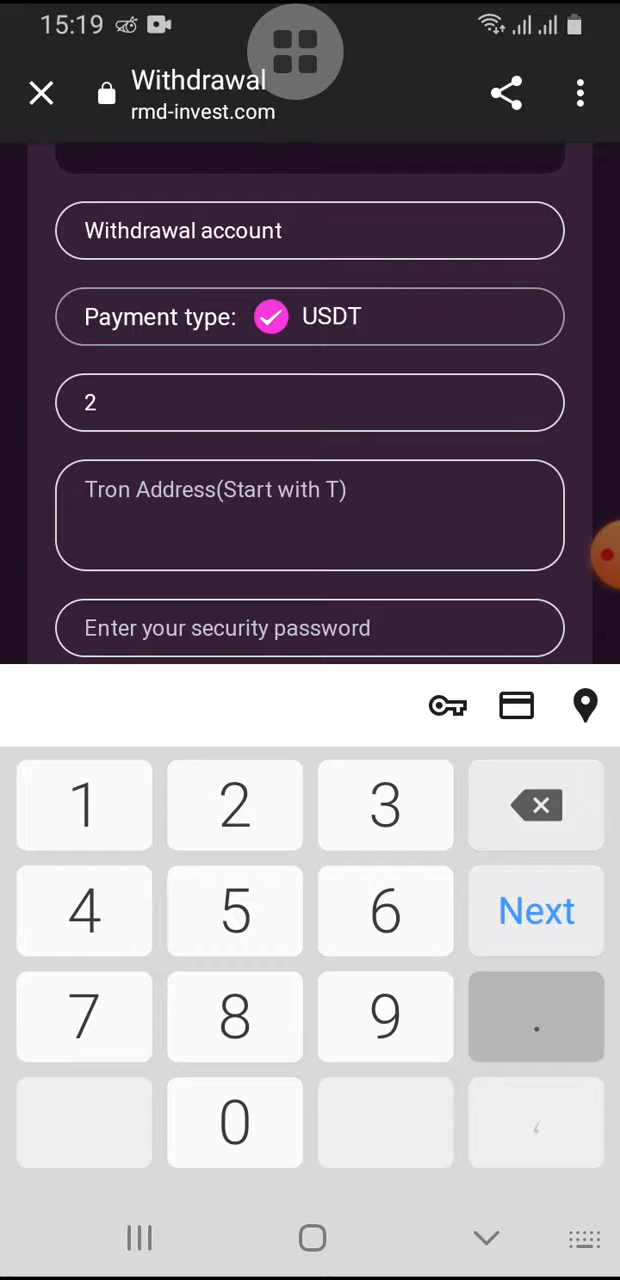 15:19
Withdrawal
rmd-invest.com
Withdrawal account
Payment type: USDT
2
Tron Address(Start with T)
Enter your security password
1 2 3
4 5 6 Next
7 8 9 .
0 ،